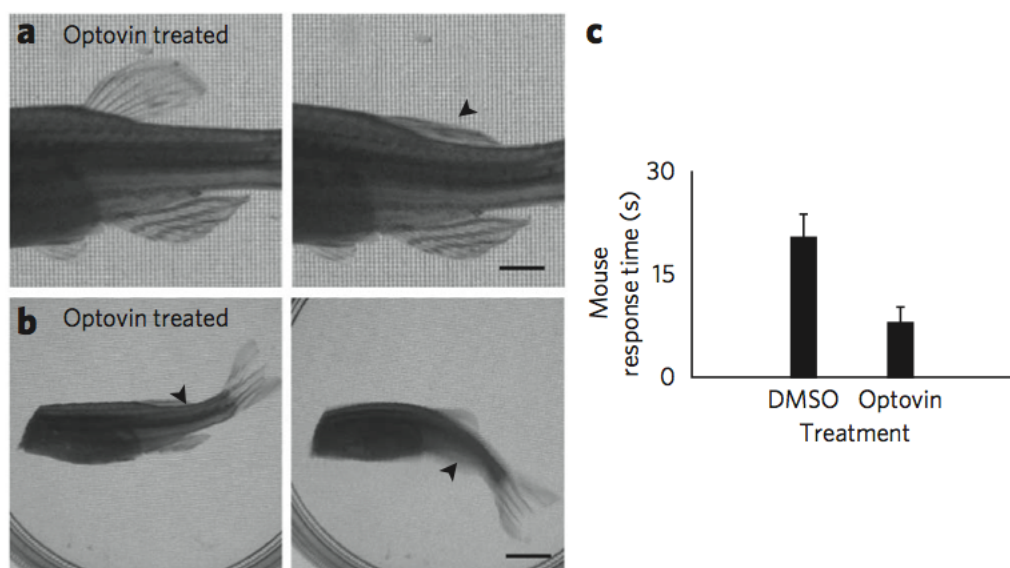 a Optovin treated
b Optovin treated
c
Mouse
response time (s)
30
15
0
DMSO Optovin
Treatment